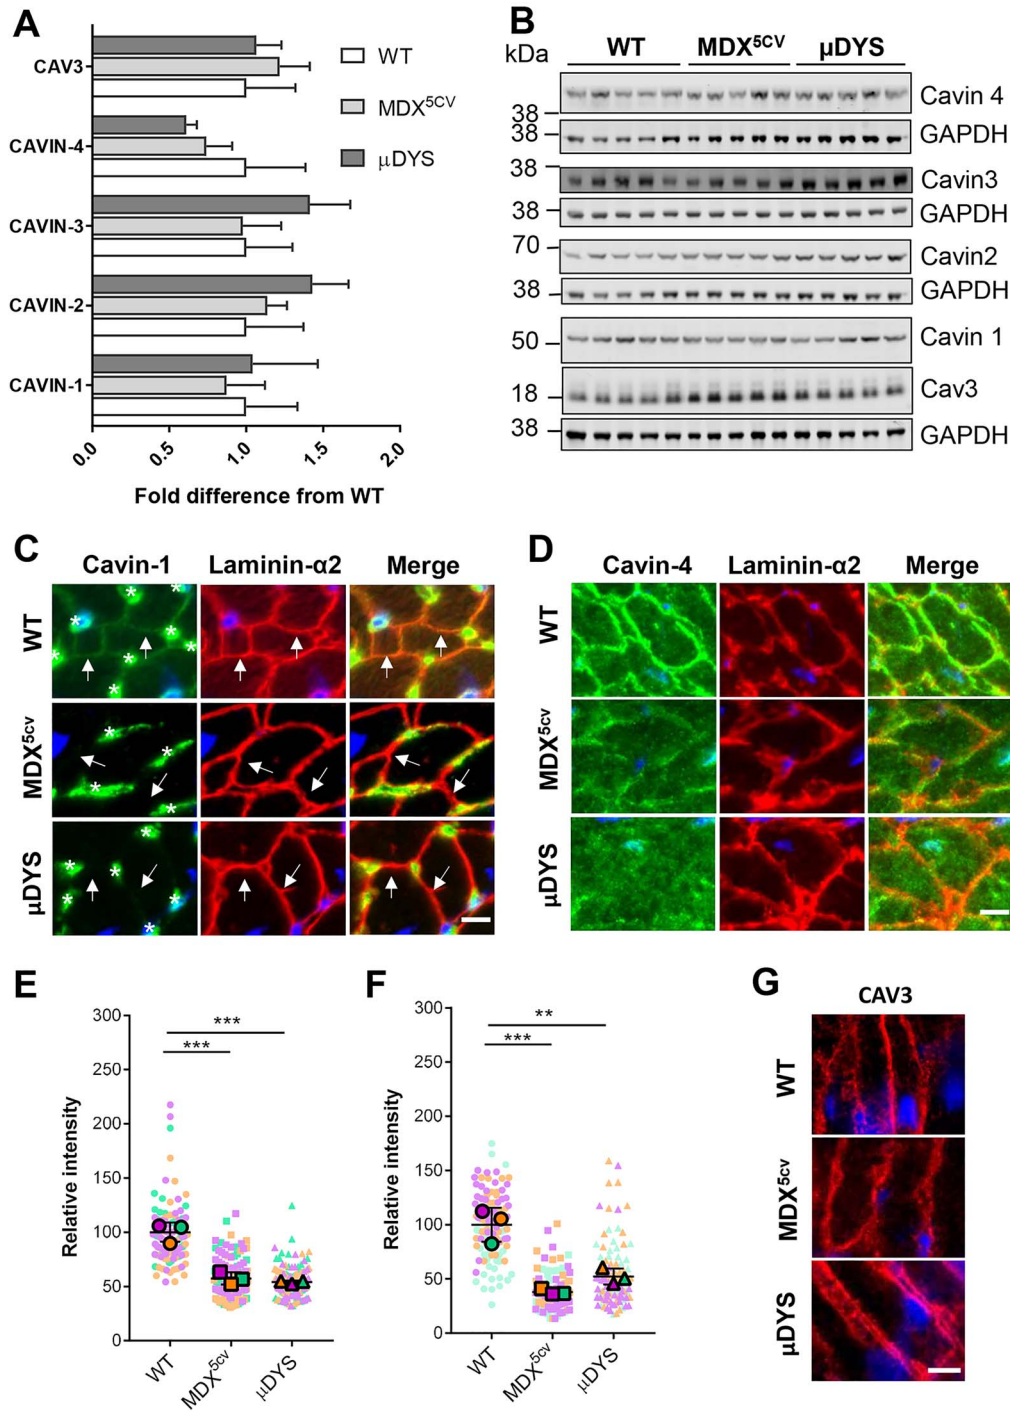 A
CAV3
CAVIN-4
CAVIN-3
CAVIN-2
CAVIN-1
WT
MDX5CV
μDYS
0.0
0.5
1.0
1.5
2.0
Fold difference from WT
B
kDa
WT
MDX5CV
μDYS
38
Cavin 4
38
GAPDH
38
Cavin3
38
GAPDH
70
Cavin2
38
GAPDH
50
Cavin 1
18
Cav3
38
GAPDH
C
Cavin-1
Laminin-α2
Merge
WT
MDX5cv
μDYS
* * * * * * *
* * * *
* * * * * *
D
Cavin-4
Laminin-α2
Merge
WT
MDX5cv
μDYS
E
Relative intensity
300
250
200
150
100
50
0
***
***
WT
MDX5cv
μDYS
F
Relative intensity
300
250
200
150
100
50
0
**
***
WT
MDX5cv
μDYS
G
CAV3
WT
MDX5cv
μDYS